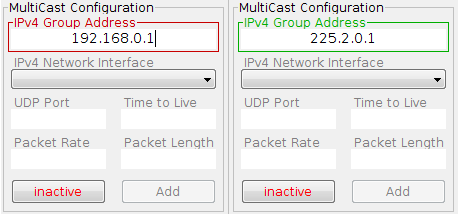 MultiCast Configuration
IPv4 Group Address
192.168.0.1
IPv4 Network Interface
UDP Port Time to Live
Packet Rate Packet Length
inactive Add
MultiCast Configuration
IPv4 Group Address
225.2.0.1
IPv4 Network Interface
UDP Port Time to Live
Packet Rate Packet Length
inactive Add